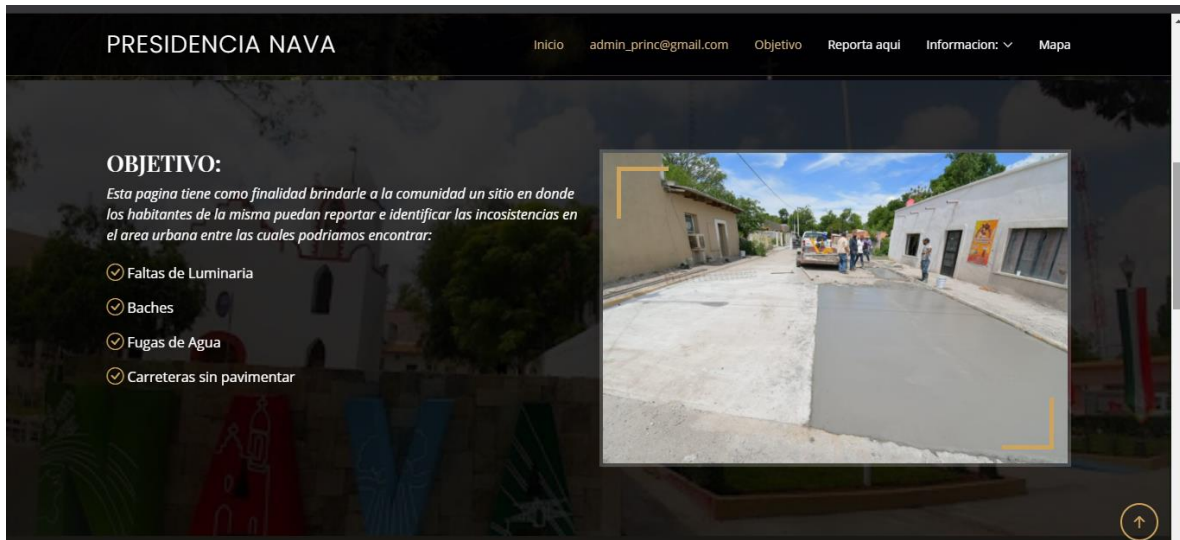 PRESIDENCIA NAVA
Inicio admin_princ@gmail.com Objetivo Reporta aqui Informacion: Mapa
OBJETIVO:
Esta pagina tiene como finalidad brindarle a la comunidad un sitio en donde
los habitantes de la misma puedan reportar e identificar las incosistencias en
el area urbana entre las cuales podriamos encontrar:
Faltas de Luminaria
Baches
Fugas de Agua
Carreteras sin pavimentar
NAVA